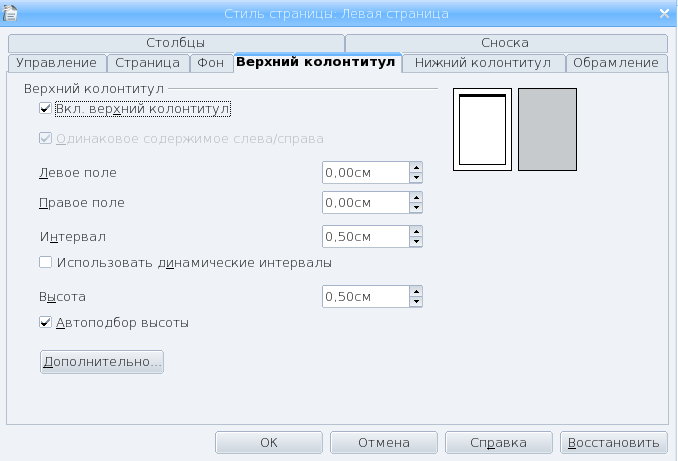 Стиль страницы: Левая страница
Столбцы Сноска
Управление Страница Фон Верхний колонтитул Нижний колонтитул Обрамление
Верхний колонтитул
Вкл. верхний колонтитул
Одинаковое содержимое слева/справа
Левое поле 0,00см
Правое поле 0,00см
Интервал 0,50см
Использовать динамические интервалы
Высота 0,50см
Автоподбор высоты
Дополнительно...
ОК Отмена Справка Восстановить